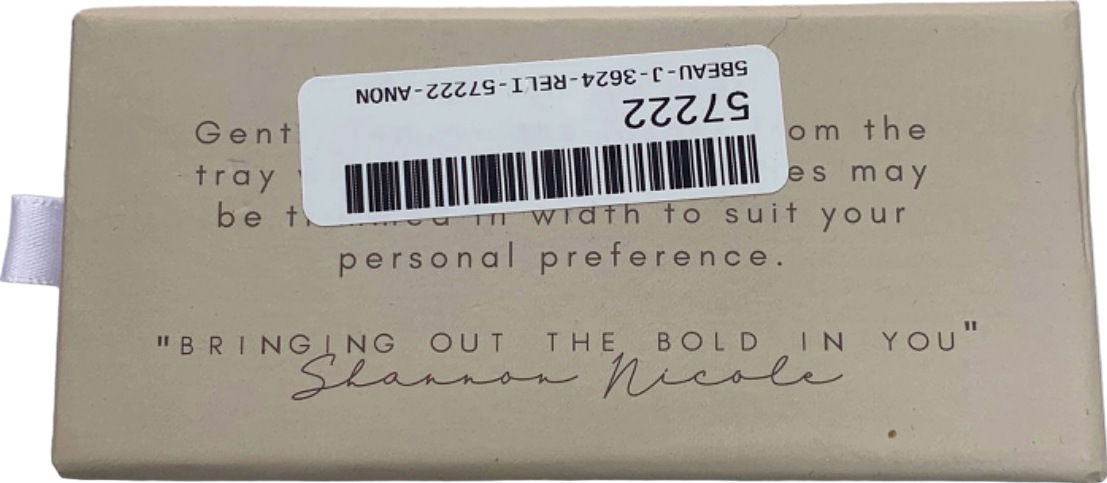 5BEAU-J-3624-RELI-57222-ANON
57222
Gent om the
tray es may
be t in width to suit your
personal preference.
"BRINGING OUT THE BOLD IN YOU"
Shannon Nicole